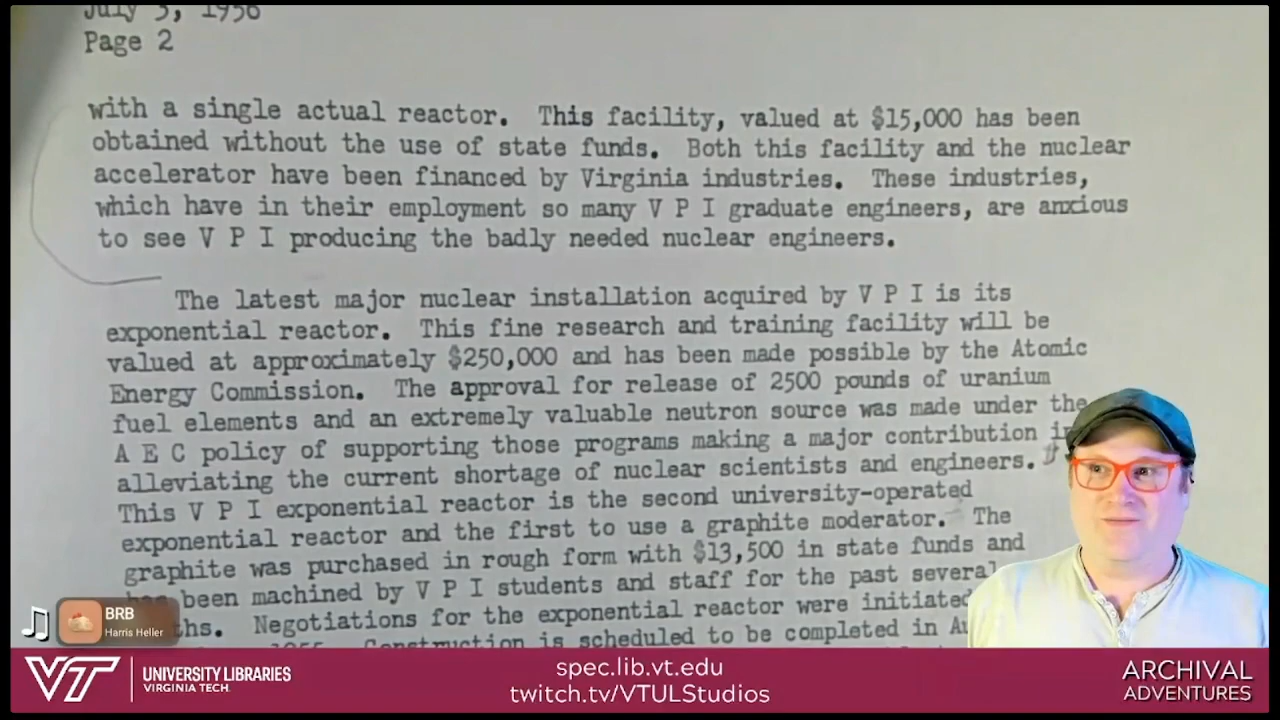 July 3, 1956
Page 2
with a single actual reactor. This facility, valued at $15,000 has been
obtained without the use of state funds. Both this facility and the nuclear
accelerator have been financed by Virginia industries. These industries,
which have in their employment so many V P I graduate engineers, are anxious
to see V P I producing the badly needed nuclear engineers.
The latest major nuclear installation acquired by V P I is its
exponential reactor. This fine research and training facility will be
valued at approximately $250,000 and has been made possible by the Atomic
Energy Commission. The approval for release of 2500 pounds of uranium
fuel elements and an extremely valuable neutron source was made under the
A E C policy of supporting those programs making a major contribution
alleviating the current shortage of nuclear scientists and engineers.
This V P I exponential reactor is the second university-operated
exponential reactor and the first to use a graphite moderator. The
graphite was purchased in rough form with $13,500 in state funds and
been machined by V P I students and staff for the past several
Negotiations for the exponential reactor were initiated
Construction is scheduled to be completed in
BRB
Harris Heller
VT UNIVERSITY LIBRARIES
VIRGINIA TECH
spec.lib.vt.edu
twitch.tv/VTULStudios
ARCHIVAL
ADVENTURES